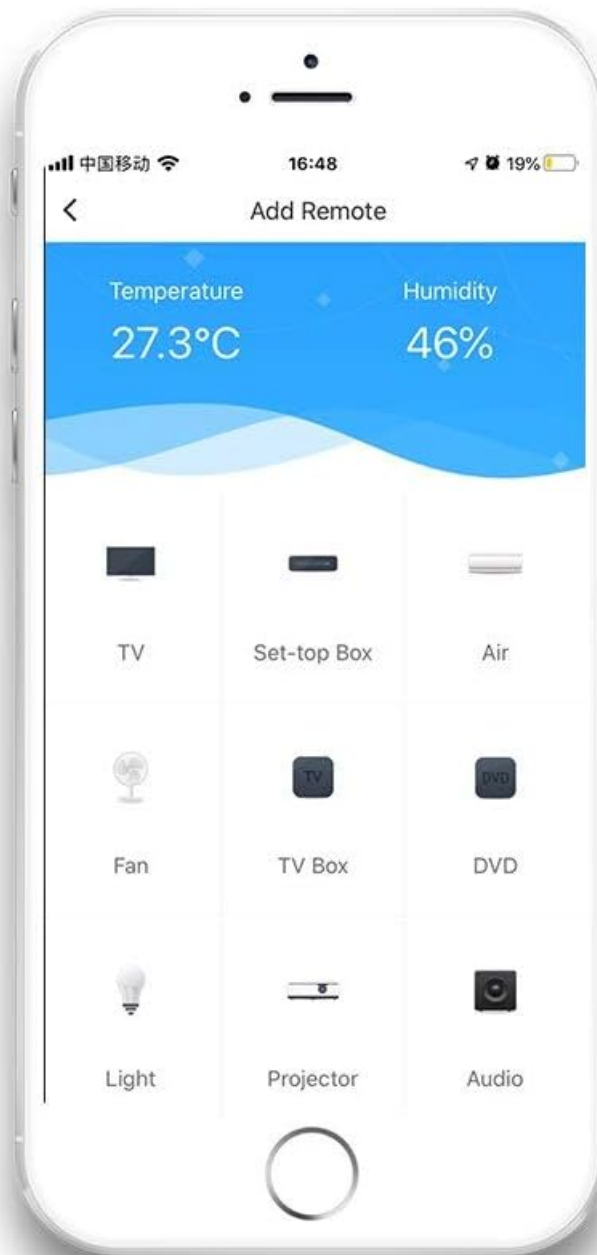 中国移动 16:48 19%
Add Remote
Temperature Humidity
27.3°C 46%
TV Set-top Box Air
TV DVD
Fan TV Box DVD
Light Projector Audio